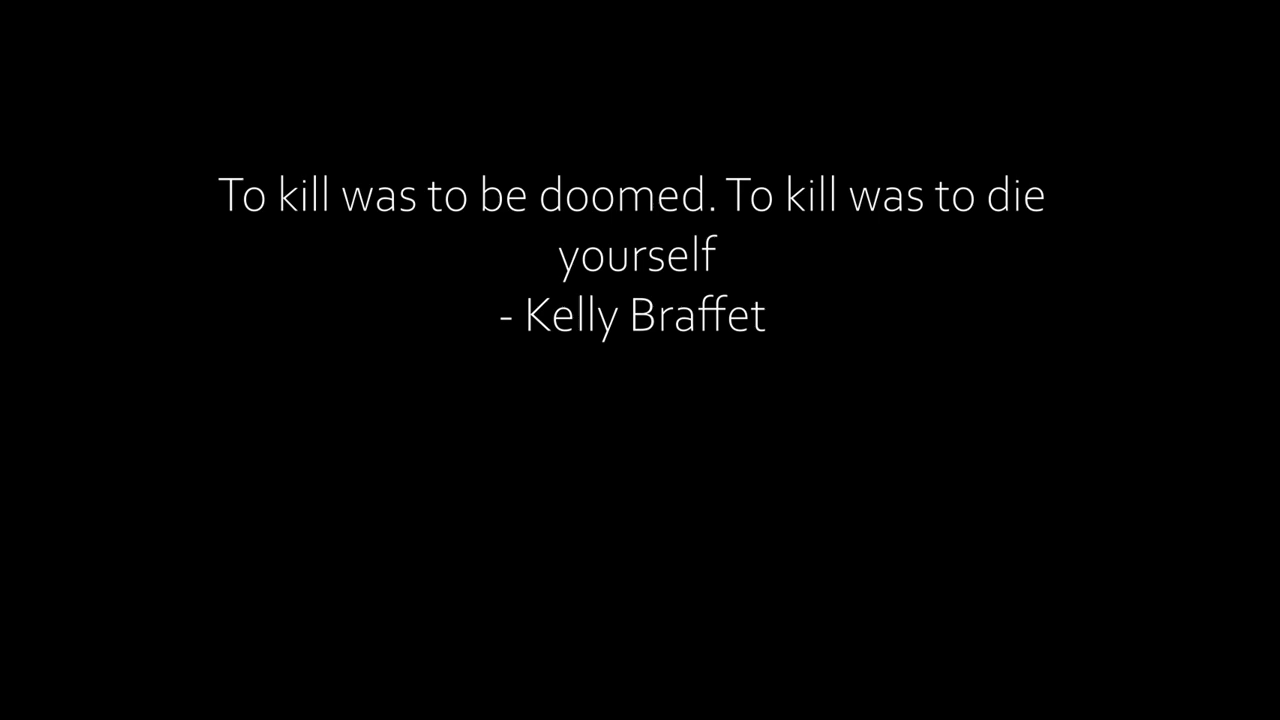 To kill was to be doomed. To kill was to die
yourself
- Kelly Braffet